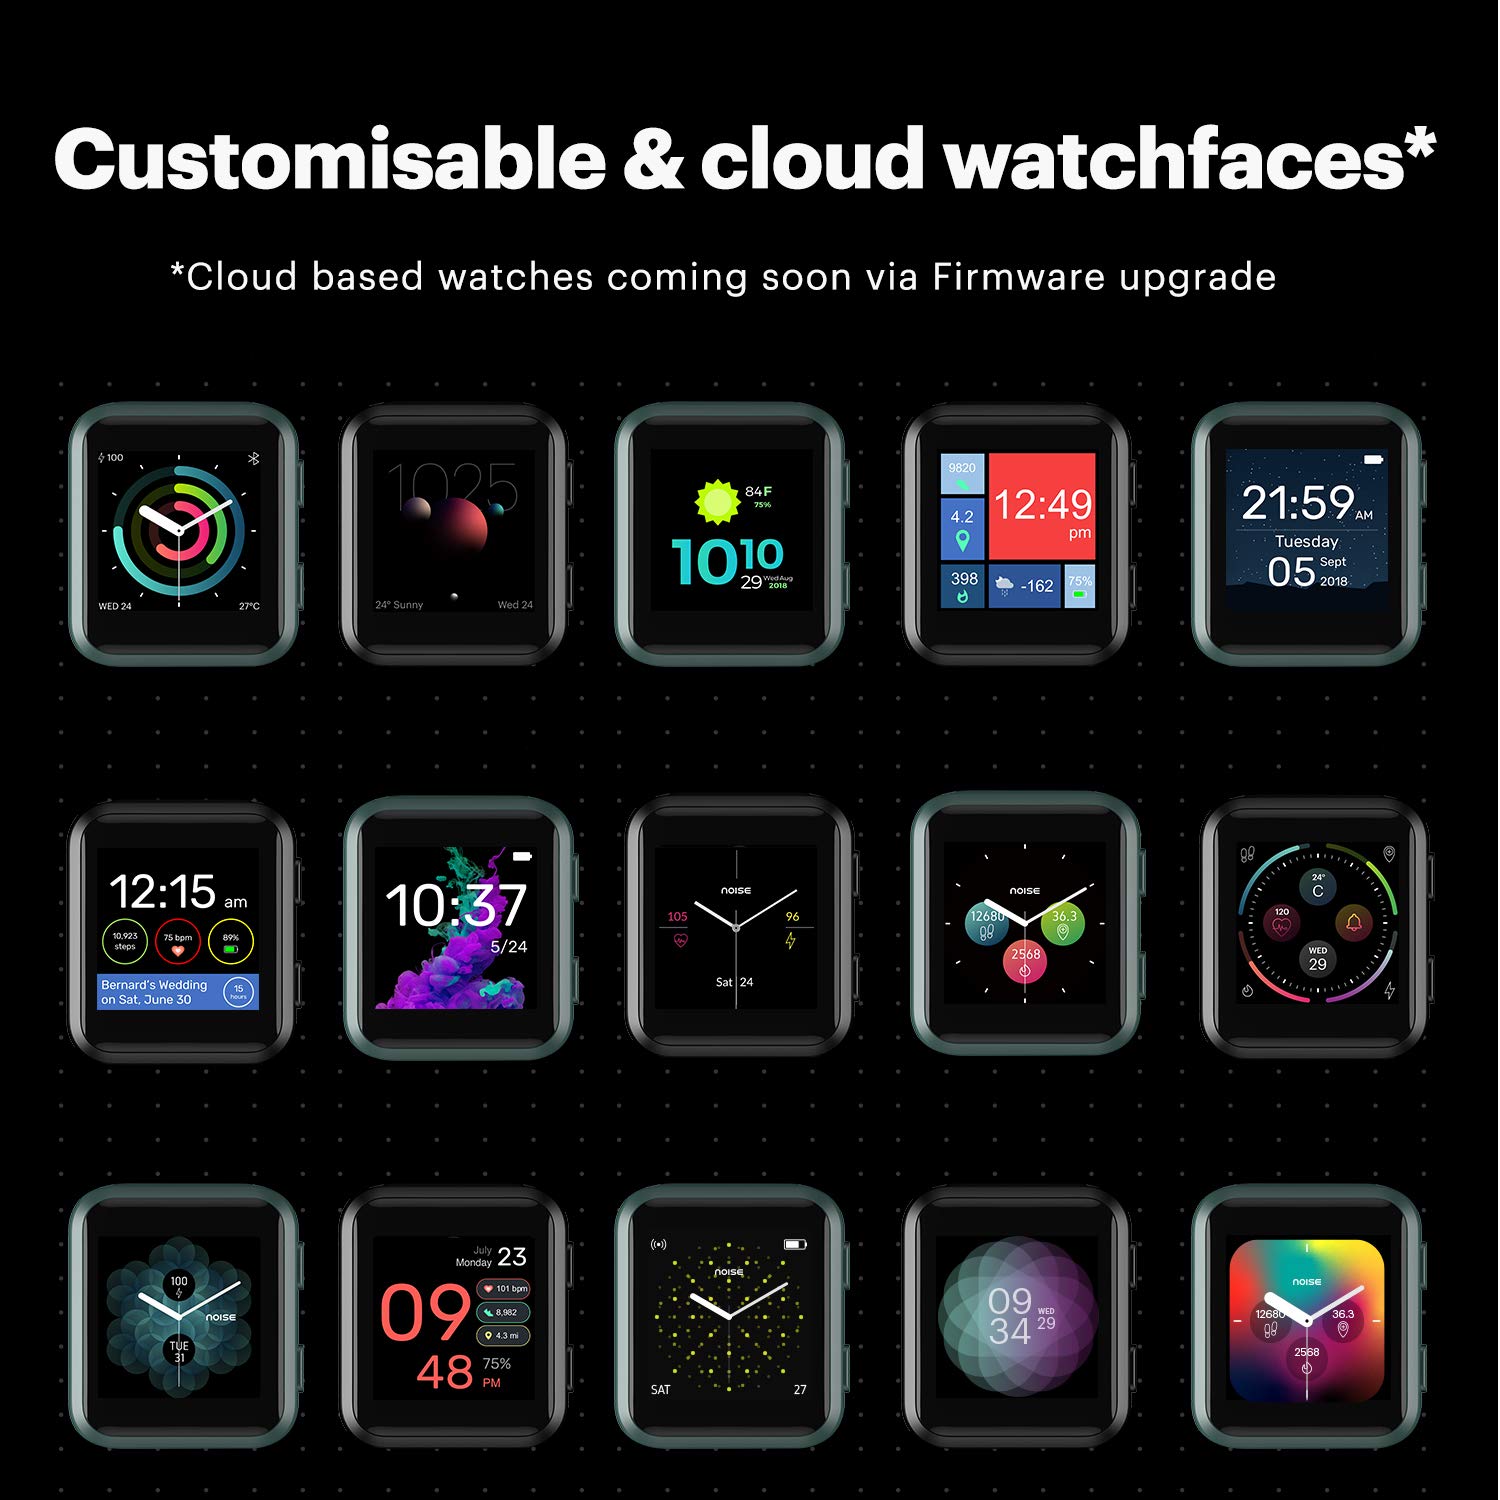 Customisable & cloud watchfaces*
*Cloud based watches coming soon via Firmware upgrade
100
WED 24
27°C
1025
24° Sunny
Wed 24
84F
75%
1010
29 Wed Aug
2018
9820
4.2
12:49
pm
398
-162
75%
21:59 AM
Tuesday
05 Sept
2018
12:15 am
10,923
steps
75 bpm
89%
Bernard's Wedding
on Sat, June 30
15
hours
10:37
5/24
NOISE
105
96
Sat 24
NOISE
12680
36.3
2568
24°
C
120
WED
29
100
NOISE
TUE
31
July
Monday 23
09
101 bpm
8,982
4.3 mi
48
75%
PM
NOISE
SAT
27
09
34
WED
29
NOISE
12680
36.3
2568